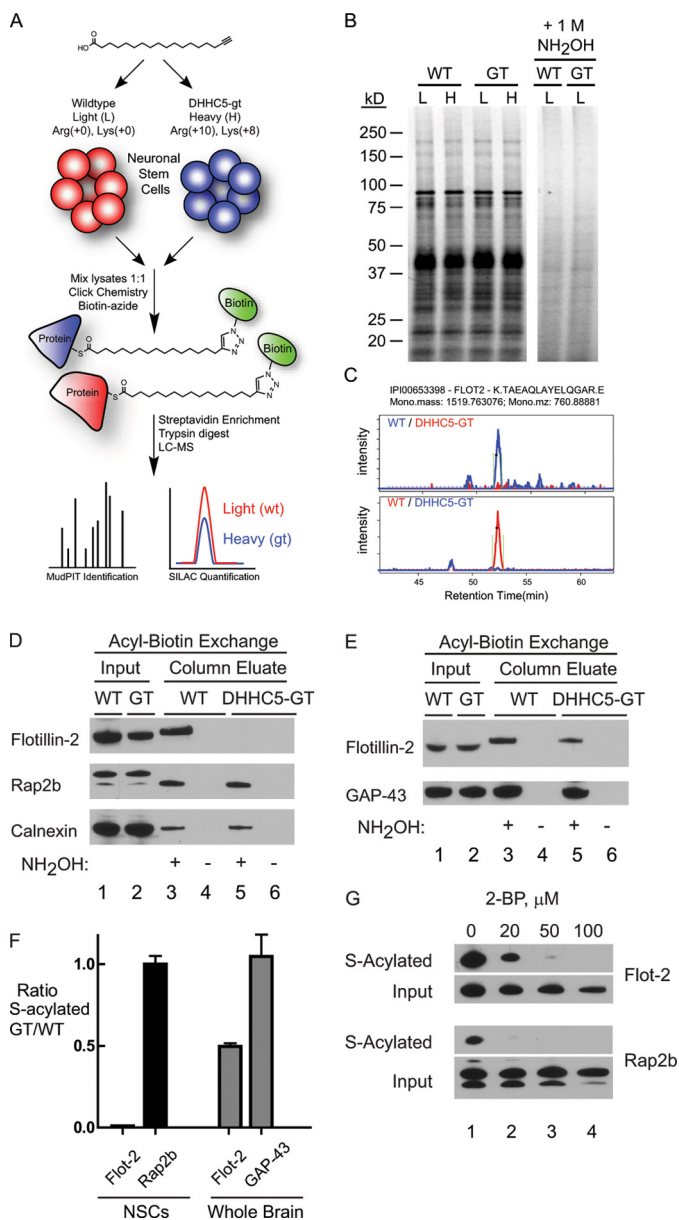 A
HO
O
Wildtype
Light (L)
Arg(+0), Lys(+0)
DHHC5-gt
Heavy (H)
Arg(+10), Lys(+8)
Neuronal
Stem
Cells
Mix lysates 1:1
Click Chemistry
Biotin-azide
Biotin
Biotin
Protein
S
O
N
N
N
Protein
S
O
N
N
N
Streptavidin Enrichment
Trypsin digest
LC-MS
Light (wt)
Heavy (gt)
MudPIT Identification
SILAC Quantification
B
+ 1 M
NH2OH
WT GT WT GT
kD L H L H L L
250
150
100
75
50
37
25
20
C
IPI00653398 - FLOT2 - K.TAEAQLAYELQGAR.E
Mono.mass: 1519.763076; Mono.mz: 760.88881
WT / DHHC5-GT
intensity
WT / DHHC5-GT
intensity
45 50 55 60
Retention Time(min)
D
Acyl-Biotin Exchange
Input Column Eluate
WT GT WT DHHC5-GT
Flotillin-2
Rap2b
Calnexin
NH2OH: + - + -
1 2 3 4 5 6
E
Acyl-Biotin Exchange
Input Column Eluate
WT GT WT DHHC5-GT
Flotillin-2
GAP-43
NH2OH: + - + -
1 2 3 4 5 6
F
Ratio
S-acylated
GT/WT
1.0
0.5
0.0
Flot-2
Rap2b
Flot-2
GAP-43
NSCs
Whole Brain
G
2-BP, µM
0 20 50 100
S-Acylated
Input
Flot-2
S-Acylated
Input
Rap2b
1 2 3 4